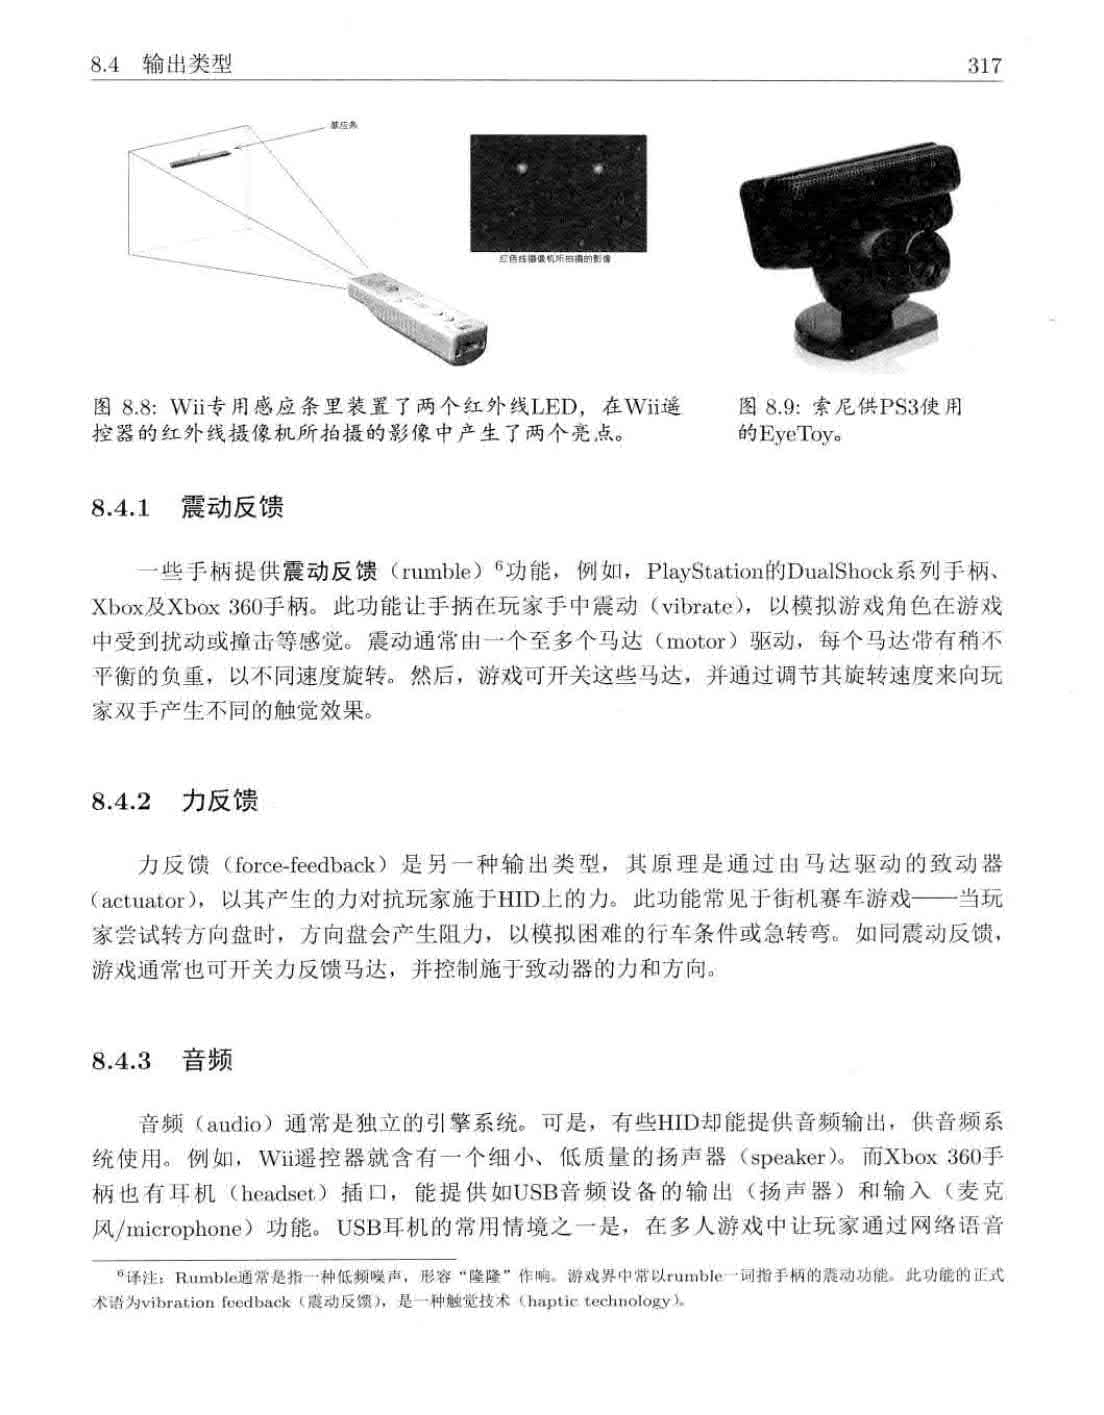 8.4 输出类型 317
感应条
红色线摄像机所拍摄的影像
图 8.8: Wii专用感应条里装置了两个红外线LED，在Wii遥
控器的红外线摄像机所拍摄的影像中产生了两个亮点。
图 8.9: 索尼供PS3使用
的EyeToy。
8.4.1 震动反馈
一些手柄提供震动反馈（rumble）6功能，例如，PlayStation的DualShock系列手柄、
Xbox及Xbox 360手柄。此功能让手柄在玩家手中震动（vibrate），以模拟游戏角色在游戏
中受到扰动或撞击等感觉。震动通常由一个至多个马达（motor）驱动，每个马达带有稍不
平衡的负重，以不同速度旋转。然后，游戏可开关这些马达，并通过调节其旋转速度来向玩
家双手产生不同的触觉效果。
8.4.2 力反馈
力反馈（force-feedback）是另一种输出类型，其原理是通过由马达驱动的致动器
（actuator），以其产生的力对抗玩家施于HID上的力。此功能常见于街机赛车游戏——当玩
家尝试转方向盘时，方向盘会产生阻力，以模拟困难的行车条件或急转弯。如同震动反馈，
游戏通常也可开关力反馈马达，并控制施于致动器的力和方向。
8.4.3 音频
音频（audio）通常是独立的引擎系统。可是，有些HID却能提供音频输出，供音频系
统使用。例如，Wii遥控器就含有一个细小、低质量的扬声器（speaker）。而Xbox 360手
柄也有耳机（headset）插口，能提供如USB音频设备的输出（扬声器）和输入（麦克
风/microphone）功能。USB耳机的常用情境之一是，在多人游戏中让玩家通过网络语音
6译注：Rumble通常是指一种低频噪声，形容“隆隆”作响。游戏界中常以rumble一词指手柄的震动功能。此功能的正式
术语为vibration feedback（震动反馈），是一种触觉技术（haptic technology）。